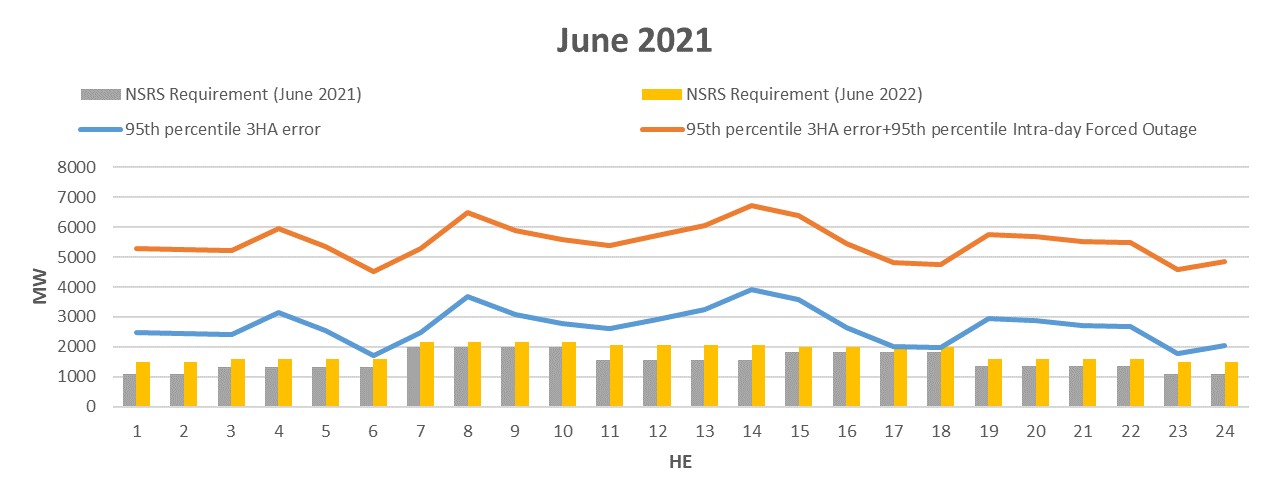 June 2021
NSRS Requirement (June 2021)
NSRS Requirement (June 2022)
95th percentile 3HA error
95th percentile 3HA error+95th percentile Intra-day Forced Outage
8000
7000
6000
5000
4000
3000
2000
1000
0
MW
1 2 3 4 5 6 7 8 9 10 11 12 13 14 15 16 17 18 19 20 21 22 23 24
HE